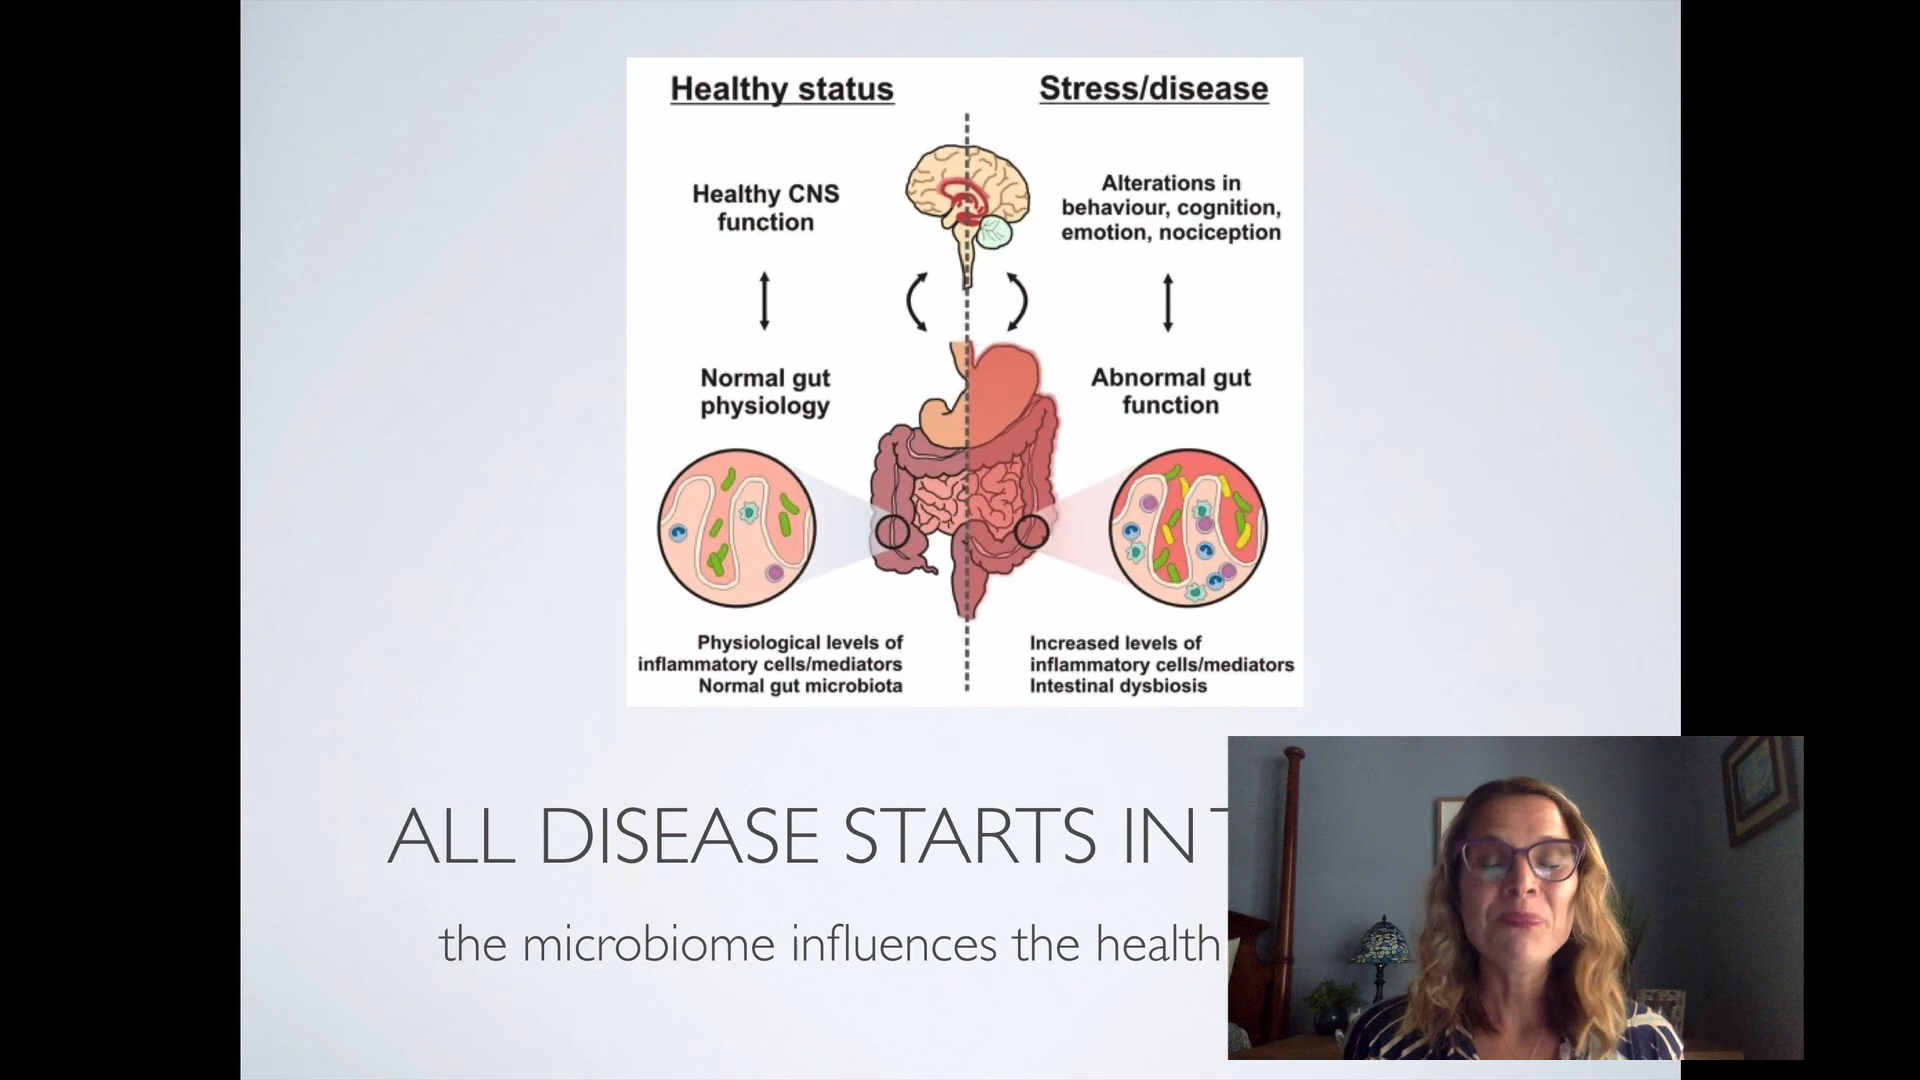 Healthy status
Stress/disease
Healthy CNS
function
Alterations in
behaviour, cognition,
emotion, nociception
Normal gut
physiology
Abnormal gut
function
Physiological levels of
inflammatory cells/mediators
Normal gut microbiota
Increased levels of
inflammatory cells/mediators
Intestinal dysbiosis
ALL DISEASE STARTS IN
the microbiome influences the health